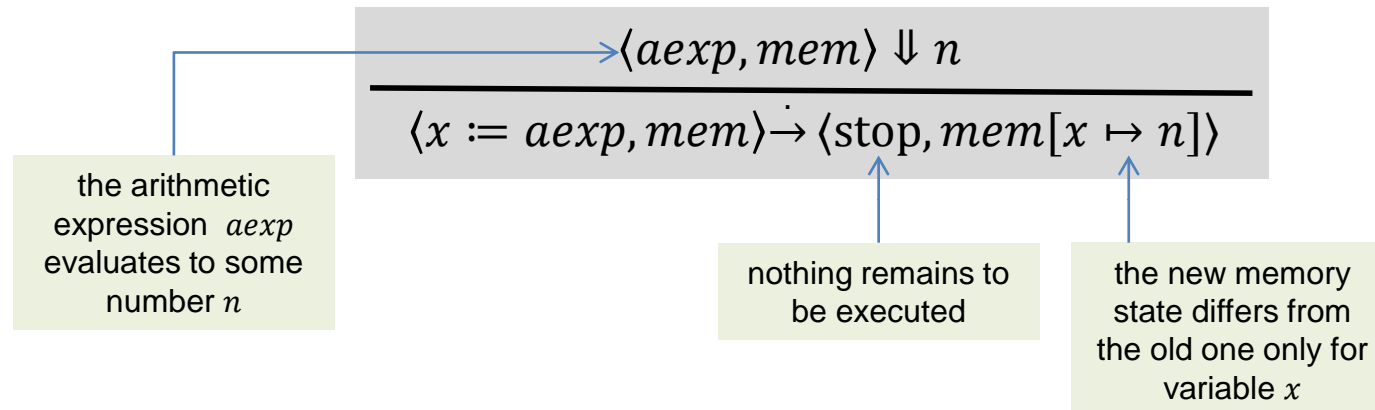 ⟨𝑎𝑒𝑥𝑝, 𝑚𝑒𝑚⟩ ⇓ 𝑛
⟨𝑥 ≔ 𝑎𝑒𝑥𝑝, 𝑚𝑒𝑚⟩ →̇ ⟨stop, 𝑚𝑒𝑚[𝑥 ↦ 𝑛]⟩
the arithmetic
expression 𝑎𝑒𝑥𝑝
evaluates to some
number 𝑛
nothing remains to
be executed
the new memory
state differs from
the old one only for
variable 𝑥